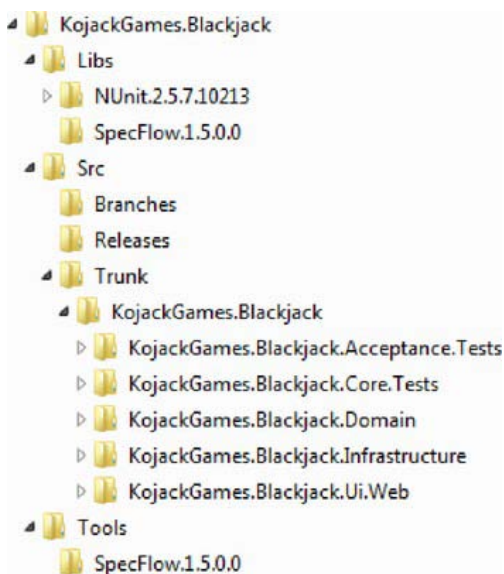 KojackGames.Blackjack
Libs
NUnit.2.5.7.10213
SpecFlow.1.5.0.0
Src
Branches
Releases
Trunk
KojackGames.Blackjack
KojackGames.Blackjack.Acceptance.Tests
KojackGames.Blackjack.Core.Tests
KojackGames.Blackjack.Domain
KojackGames.Blackjack.Infrastructure
KojackGames.Blackjack.Ui.Web
Tools
SpecFlow.1.5.0.0